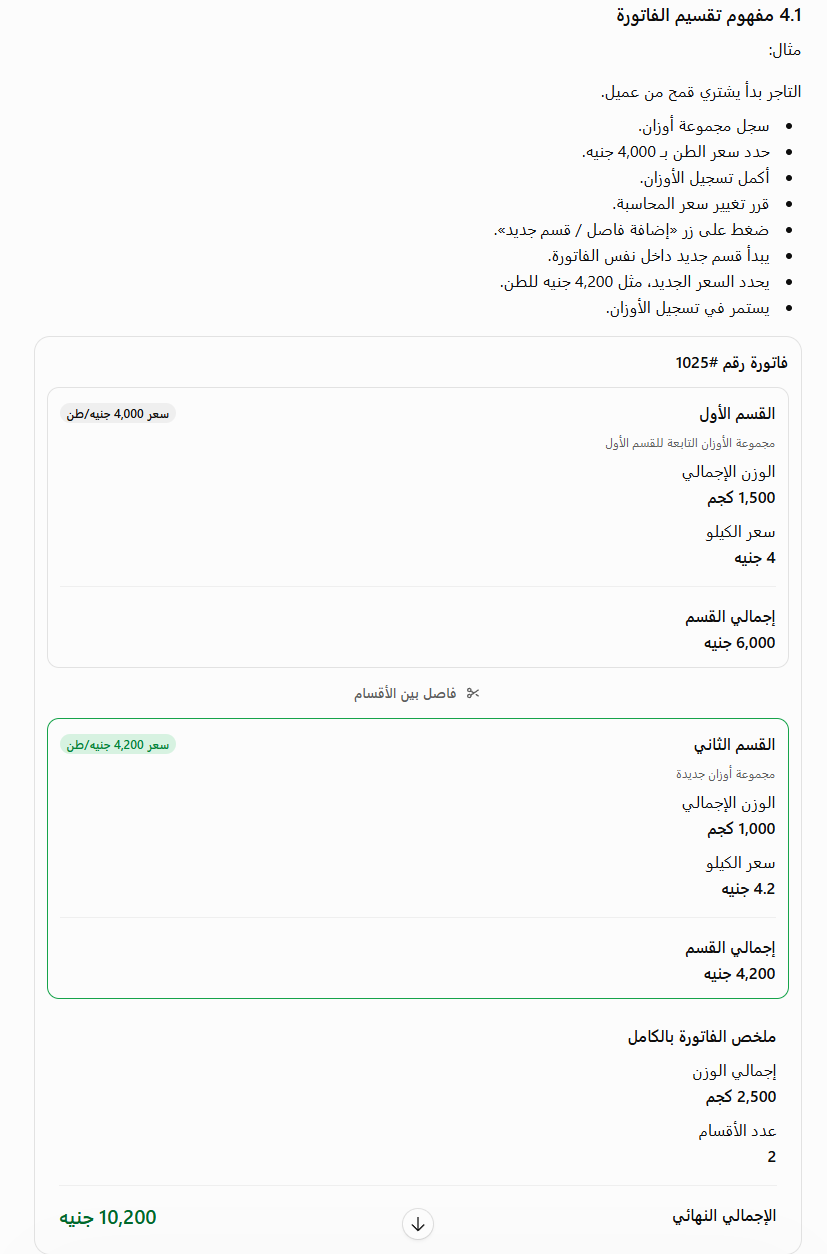 4.1 مفهوم تقسيم الفاتورة
مثال:
التاجر بدأ يشتري قمح من عميل.
سجل مجموعة أوزان.
حدد سعر الطن بـ 4,000 جنيه.
أكمل تسجيل الأوزان.
قرر تغيير سعر المحاسبة.
ضغط على زر «إضافة فاصل / قسم جديد».
يبدأ قسم جديد داخل نفس الفاتورة.
يحدد السعر الجديد، مثل 4,200 جنيه للطن.
يستمر في تسجيل الأوزان.
فاتورة رقم #1025
القسم الأول
سعر 4,000 جنيه/طن
مجموعة الأوزان التابعة للقسم الأول
الوزن الإجمالي
1,500 كجم
سعر الكيلو
4 جنيه
إجمالي القسم
6,000 جنيه
فاصل بين الأقسام
القسم الثاني
سعر 4,200 جنيه/طن
مجموعة أوزان جديدة
الوزن الإجمالي
1,000 كجم
سعر الكيلو
4.2 جنيه
إجمالي القسم
4,200 جنيه
ملخص الفاتورة بالكامل
إجمالي الوزن
2,500 كجم
عدد الأقسام
2
الإجمالي النهائي
10,200 جنيه